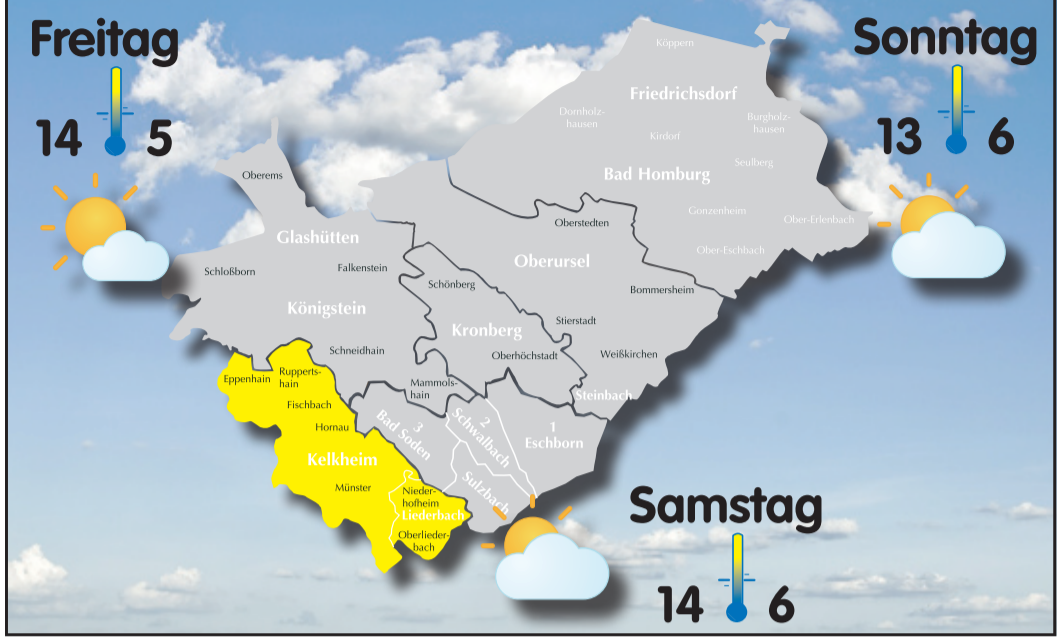 Freitag
14 5
Sonntag
13 6
Köppern
Friedrichsdorf
Dornholz-
hausen
Burgholz-
hausen
Kirdorf
Seulberg
Bad Homburg
Oberems
Gonzenheim
Ober-Erlenbach
Oberstedten
Glashütten
Ober-Eschbach
Oberursel
Schloßborn
Falkenstein
Schönberg
Bommersheim
Königstein
Stierstadt
Kronberg
Schneidhain
Oberhöchstadt
Weißkirchen
Eppenhain
Rupperts-
hain
Mammols-
hain
Steinbach
Fischbach
Hornau
3
Bad Soden
2
Schwalbach
1
Eschborn
Kelkheim
Münster
Sulzbach
Nieder-
hofheim
Liederbach
Oberlieder-
bach
Samstag
14 6